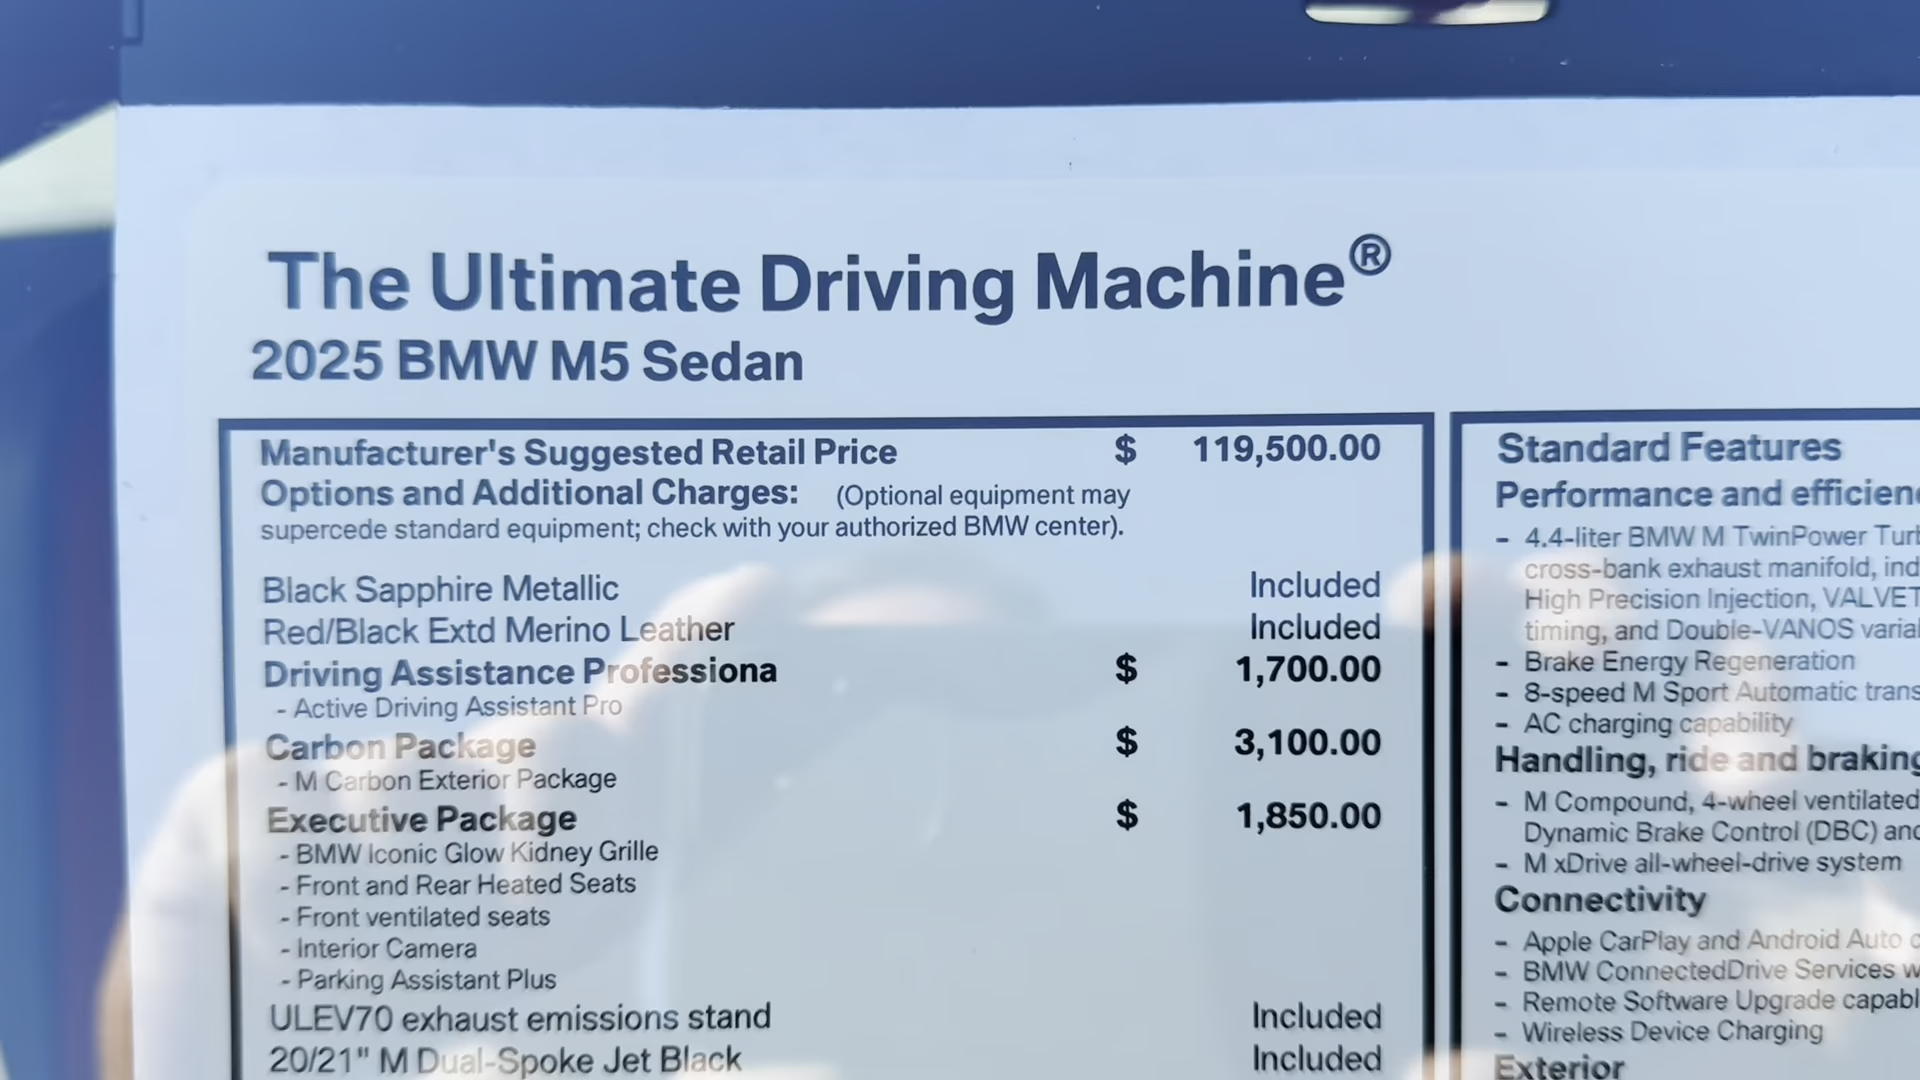 The Ultimate Driving Machine®
2025 BMW M5 Sedan
Manufacturer's Suggested Retail Price $ 119,500.00
Options and Additional Charges: (Optional equipment may
supercede standard equipment; check with your authorized BMW center).
Black Sapphire Metallic Included
Red/Black Extd Merino Leather Included
Driving Assistance Professiona $ 1,700.00
- Active Driving Assistant Pro
Carbon Package $ 3,100.00
- M Carbon Exterior Package
Executive Package $ 1,850.00
- BMW Iconic Glow Kidney Grille
- Front and Rear Heated Seats
- Front ventilated seats
- Interior Camera
- Parking Assistant Plus
ULEV70 exhaust emissions stand Included
20/21" M Dual-Spoke Jet Black Included
Standard Features
Performance and efficien
- 4.4-liter BMW M TwinPower Turb
cross-bank exhaust manifold, ind
High Precision Injection, VALVET
timing, and Double-VANOS varial
- Brake Energy Regeneration
- 8-speed M Sport Automatic trans
- AC charging capability
Handling, ride and braking
- M Compound, 4-wheel ventilated
Dynamic Brake Control (DBC) and
- M xDrive all-wheel-drive system
Connectivity
- Apple CarPlay and Android Auto c
- BMW ConnectedDrive Services w
- Remote Software Upgrade capabl
- Wireless Device Charging
Exterior